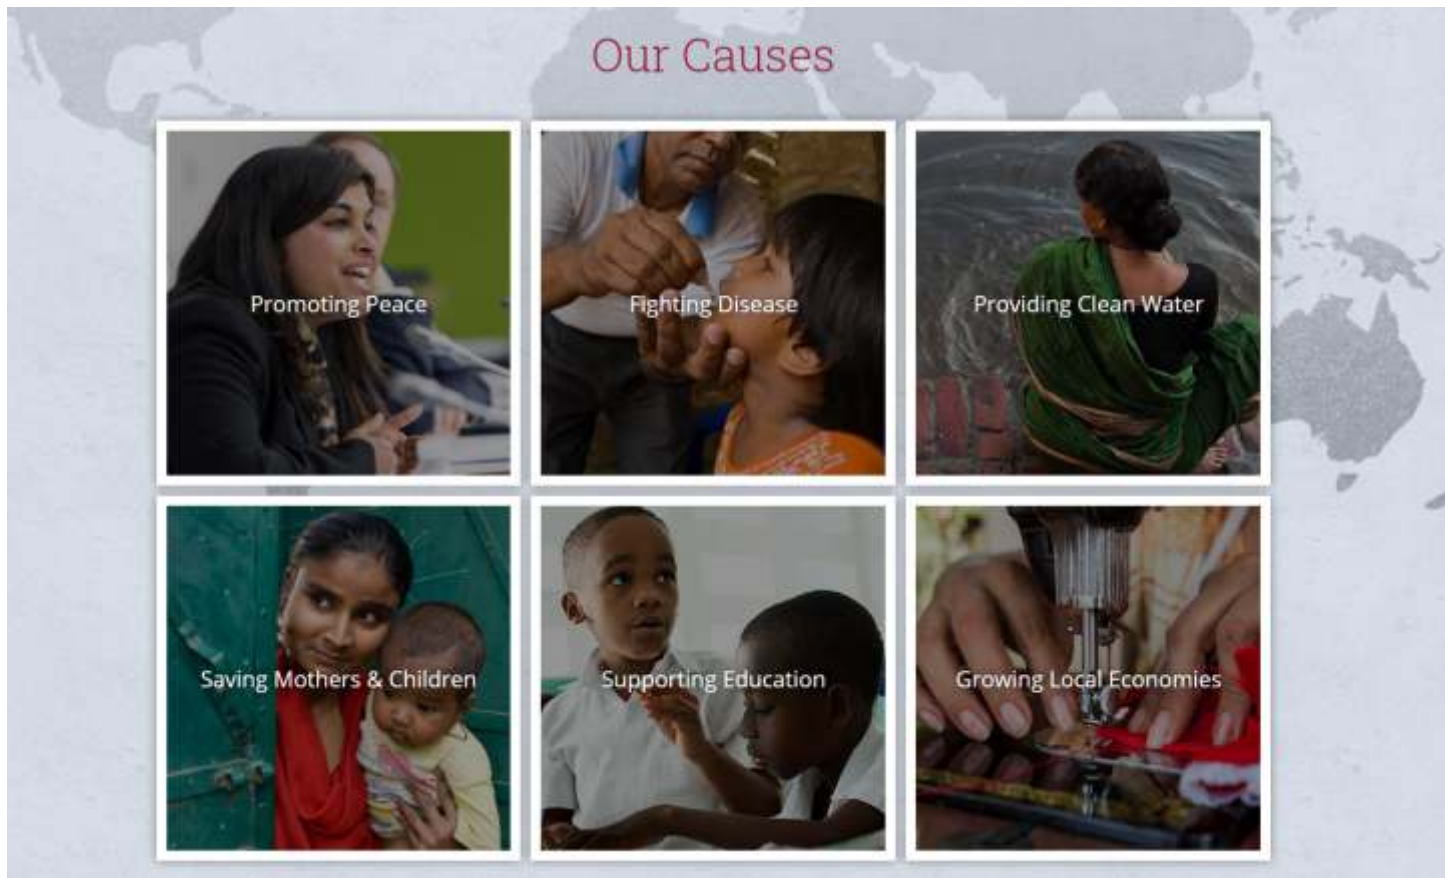 Our Causes
Promoting Peace
Fighting Disease
Providing Clean Water
Saving Mothers & Children
Supporting Education
Growing Local Economies